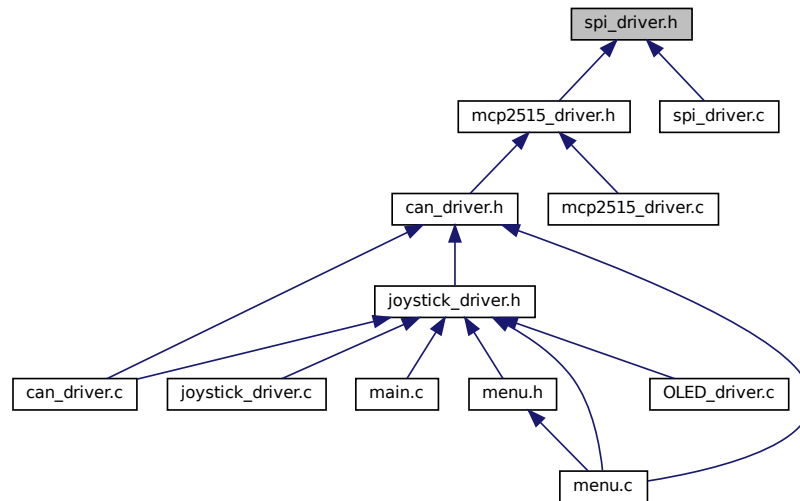 spi_driver.h
mcp2515_driver.h
spi_driver.c
can_driver.h
mcp2515_driver.c
joystick_driver.h
can_driver.c
joystick_driver.c
main.c
menu.h
OLED_driver.c
menu.c